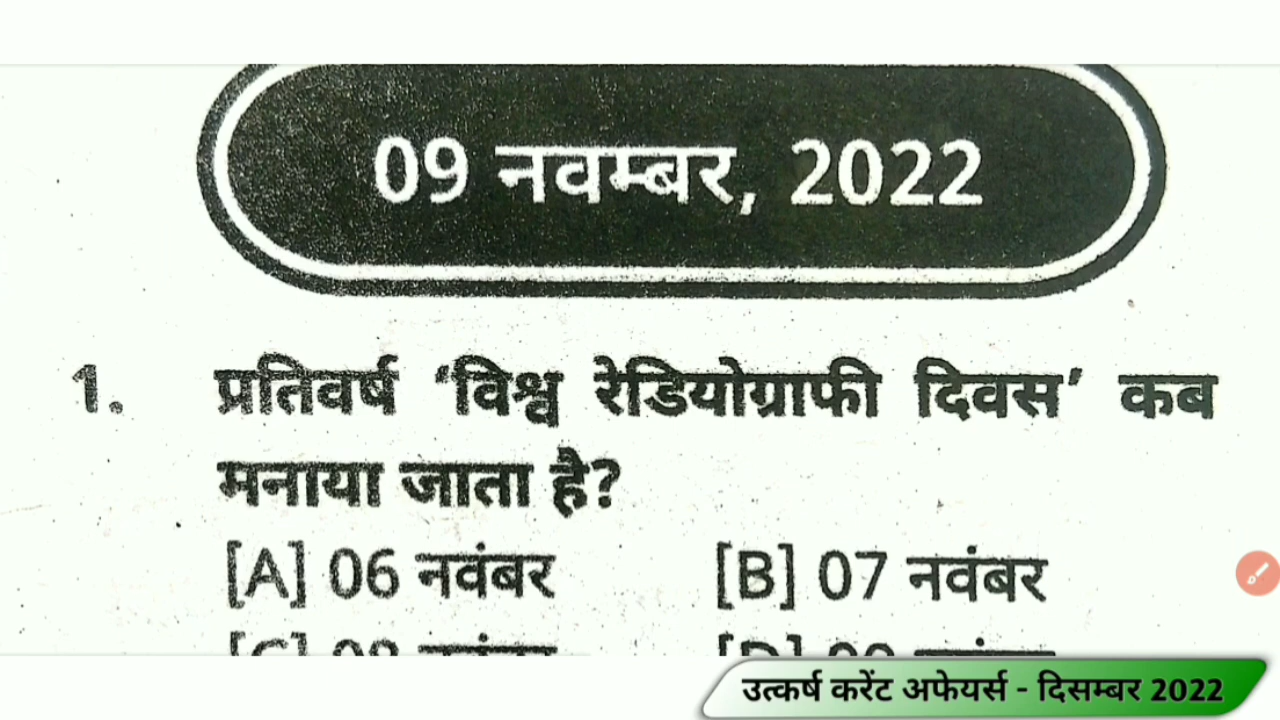 09 नवम्बर, 2022
1. प्रतिवर्ष ‘विश्व रेडियोग्राफी दिवस’ कब
मनाया जाता है?
[A] 06 नवंबर [B] 07 नवंबर
उत्कर्ष करेंट अफेयर्स - दिसम्बर 2022